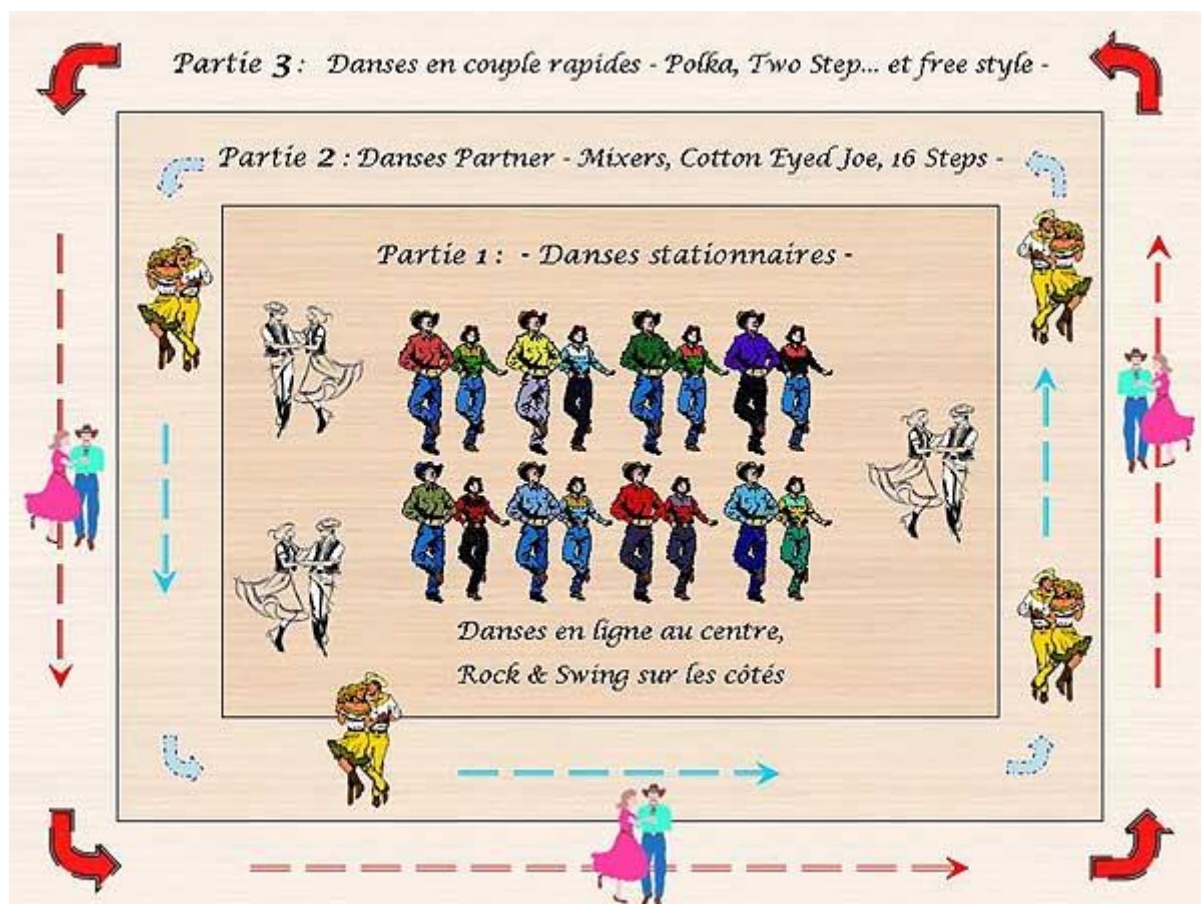 Partie 3 : Danses en couple rapides - Polka, Two Step... et free style -
Partie 2 : Danses Partner - Mixers, Cotton Eyed Joe, 16 Steps -
Partie 1 : - Danses stationnaires -
Danses en ligne au centre,
Rock & Swing sur les côtés